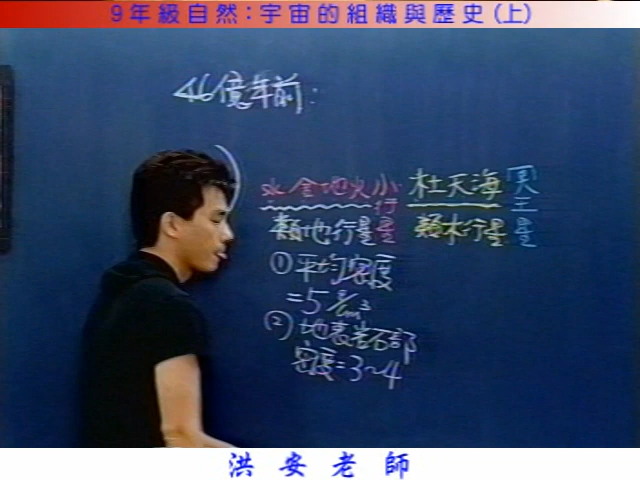 9年級自然:宇宙的組織與歷史(上)
46億年前:
水金地火小行星 杜天海 冥王星
類地行星 類木行星
①平均密度
=5 g/cm³
②地表岩石部
密度=3~4
洪安老師